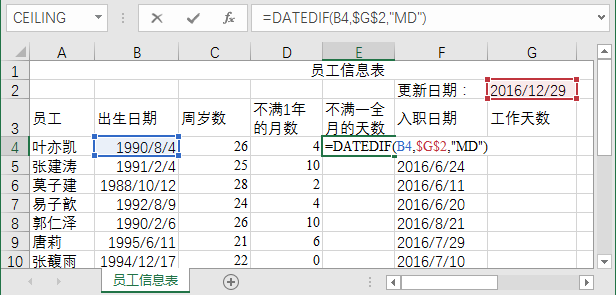 CEILING =DATEDIF(B4,$G$2,"MD")
A B C D E F G
1 员工信息表
2 更新日期： 2016/12/29
3 员工 出生日期 周岁数 不满1年的月数 不满一全月的天数 入职日期 工作天数
4 叶亦凯 1990/8/4 26 4 =DATEDIF(B4,$G$2,"MD")
5 张建涛 1991/2/4 25 10 2016/6/24
6 莫子建 1988/10/12 28 2 2016/6/11
7 易子歆 1992/8/9 24 4 2016/6/20
8 郭仁泽 1990/2/6 26 10 2016/8/21
9 唐莉 1995/6/11 21 6 2016/7/29
10 张馥雨 1994/12/17 22 0 2016/7/10
员工信息表